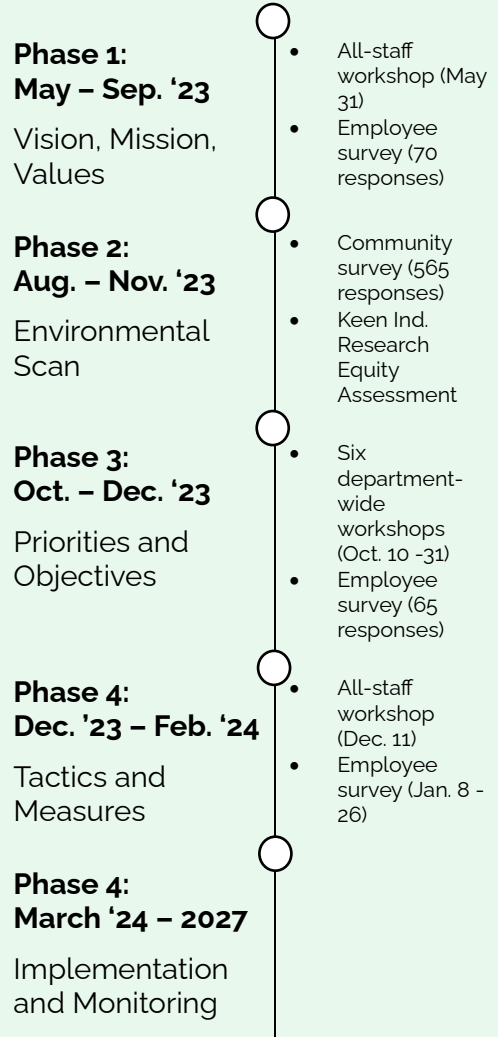 Phase 1:
May – Sep. ‘23
Vision, Mission,
Values
• All-staff
workshop (May
31)
• Employee
survey (70
responses)
Phase 2:
Aug. – Nov. ‘23
Environmental
Scan
• Community
survey (565
responses)
• Keen Ind.
Research
Equity
Assessment
Phase 3:
Oct. – Dec. ‘23
Priorities and
Objectives
• Six
department-
wide
workshops
(Oct. 10 -31)
• Employee
survey (65
responses)
Phase 4:
Dec. ’23 – Feb. ‘24
Tactics and
Measures
• All-staff
workshop
(Dec. 11)
• Employee
survey (Jan. 8 -
26)
Phase 4:
March ‘24 – 2027
Implementation
and Monitoring